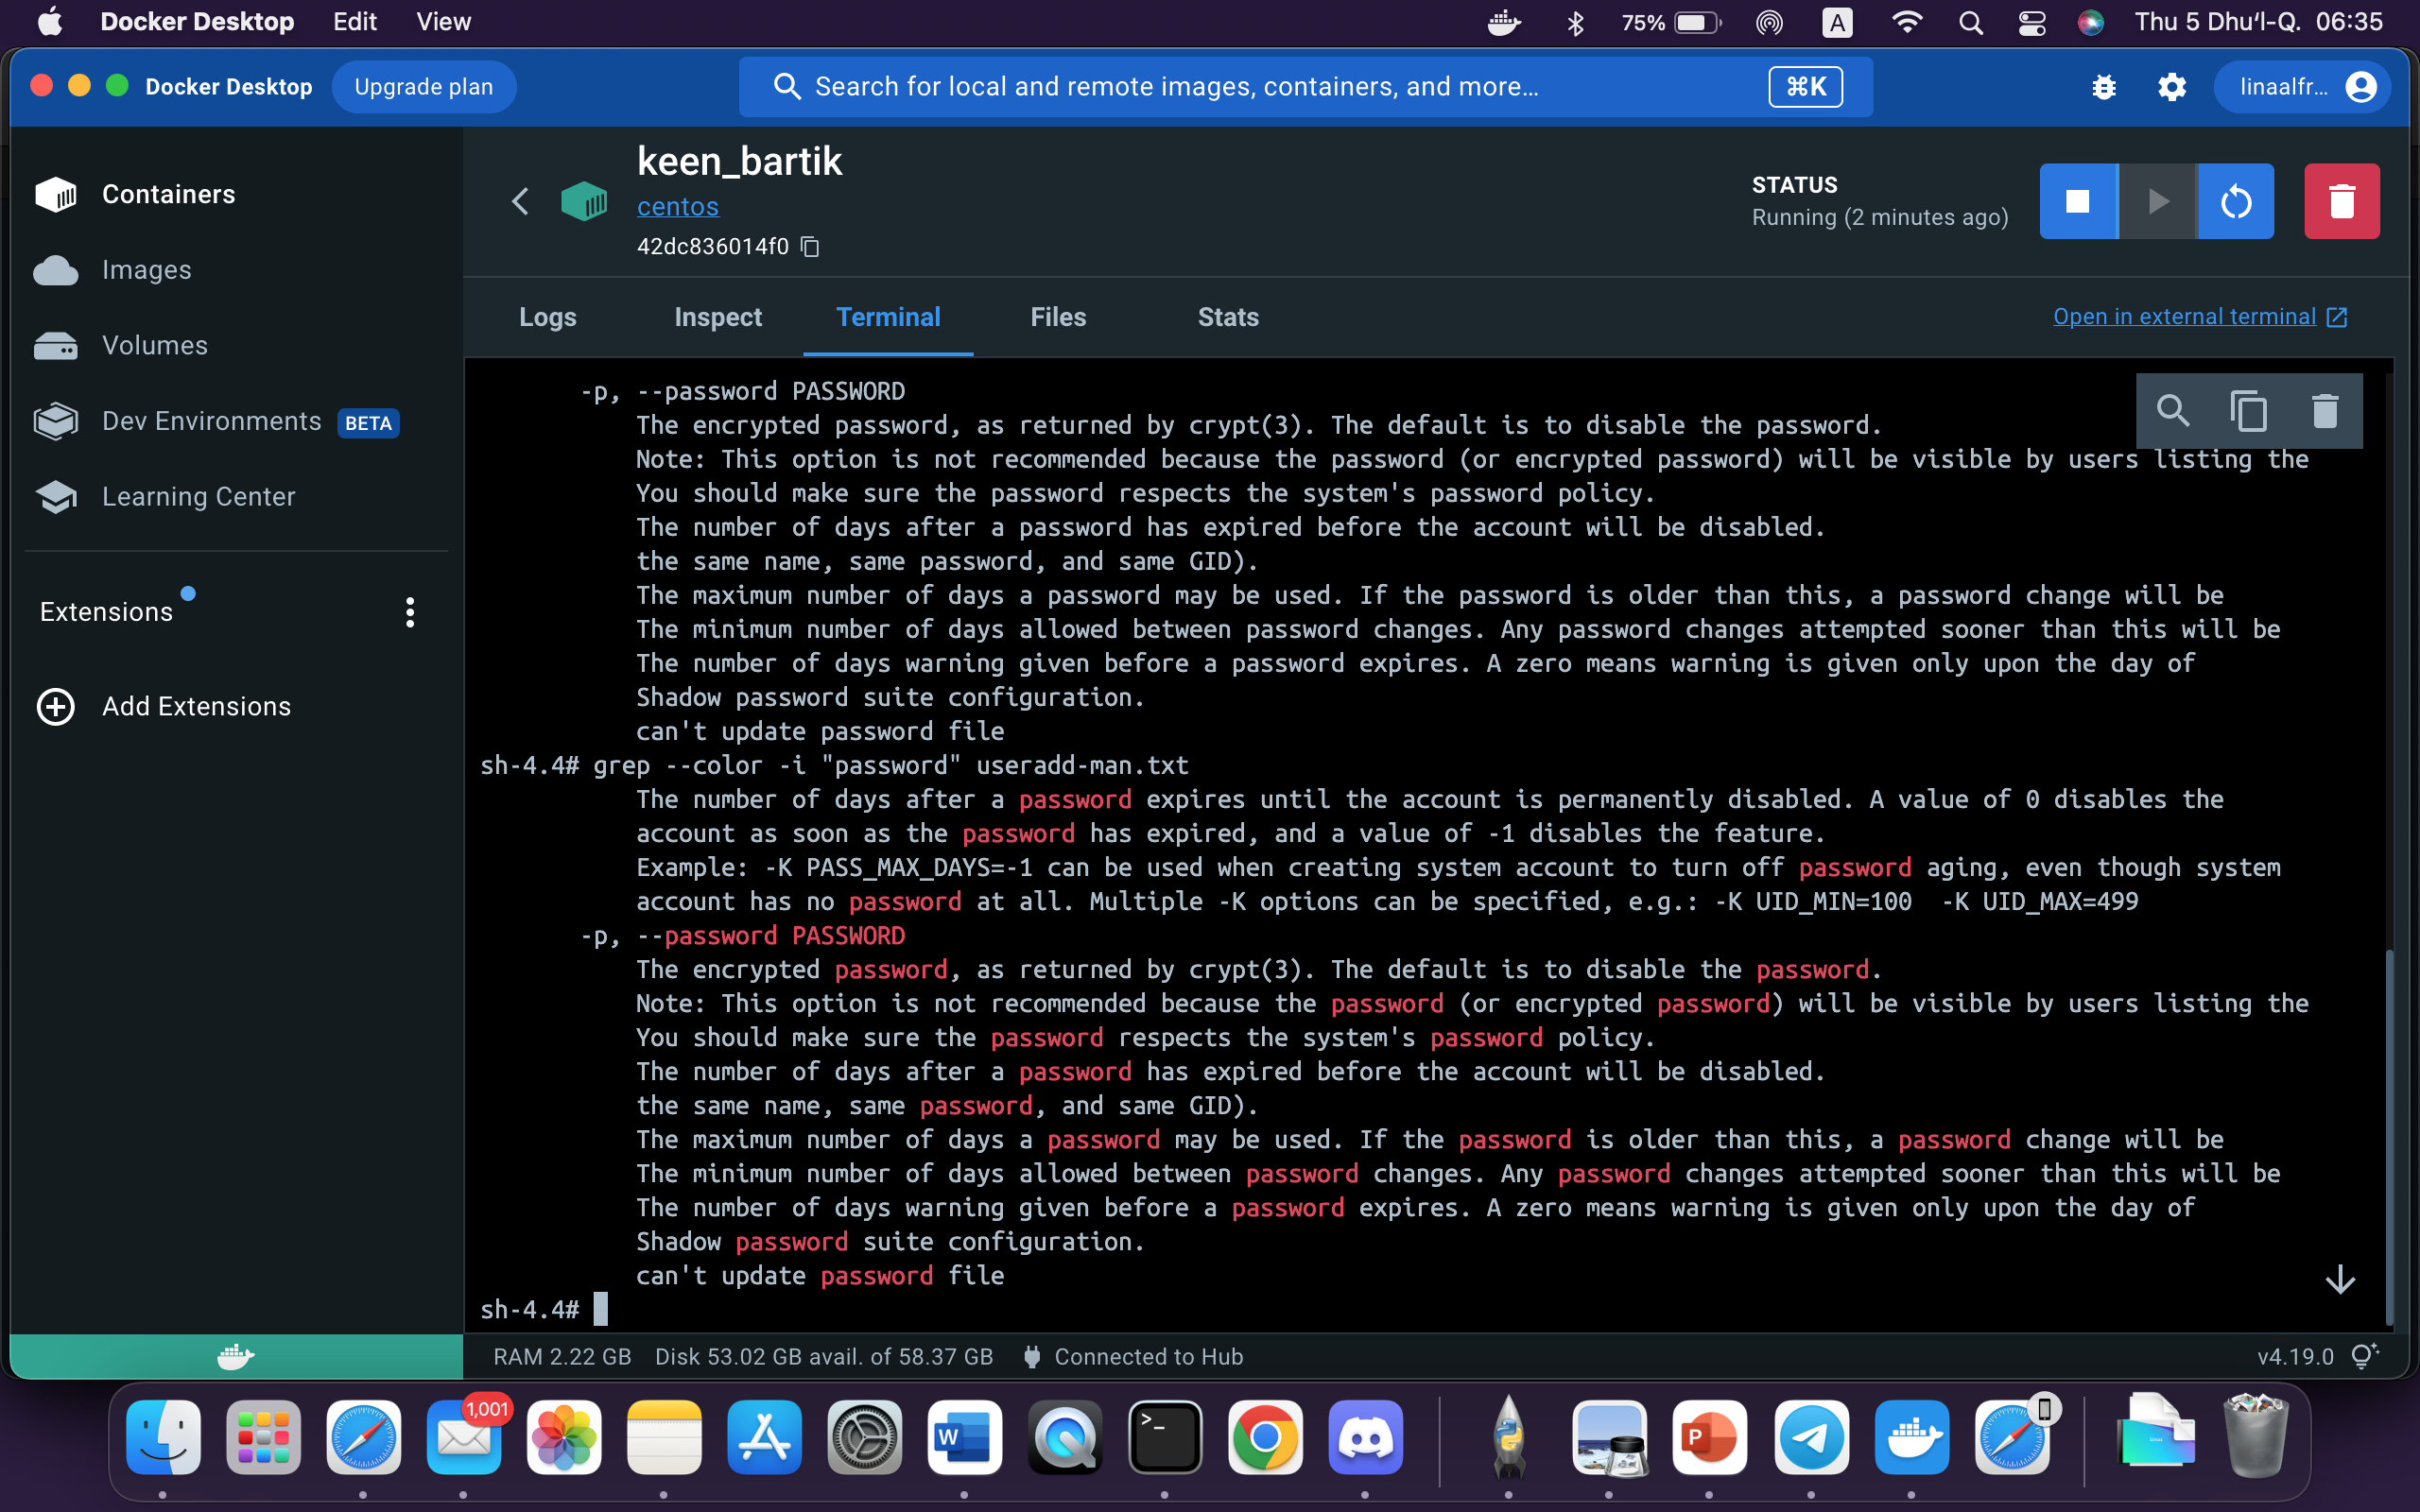 Docker Desktop Edit View 75% A Thu 5 Dhuʻl-Q. 06:35
Docker Desktop Upgrade plan Search for local and remote images, containers, and more... ⌘K linaalfr...
Containers
Images
Volumes
Dev Environments BETA
Learning Center
Extensions
Add Extensions
keen_bartik
centos
42dc836014f0
STATUS
Running (2 minutes ago)
Logs Inspect Terminal Files Stats Open in external terminal
-p, --password PASSWORD
The encrypted password, as returned by crypt(3). The default is to disable the password.
Note: This option is not recommended because the password (or encrypted password) will be visible by users listing the
You should make sure the password respects the system's password policy.
The number of days after a password has expired before the account will be disabled.
the same name, same password, and same GID).
The maximum number of days a password may be used. If the password is older than this, a password change will be
The minimum number of days allowed between password changes. Any password changes attempted sooner than this will be
The number of days warning given before a password expires. A zero means warning is given only upon the day of
Shadow password suite configuration.
can't update password file
sh-4.4# grep --color -i "password" useradd-man.txt
The number of days after a password expires until the account is permanently disabled. A value of 0 disables the
account as soon as the password has expired, and a value of -1 disables the feature.
Example: -K PASS_MAX_DAYS=-1 can be used when creating system account to turn off password aging, even though system
account has no password at all. Multiple -K options can be specified, e.g.: -K UID_MIN=100  -K UID_MAX=499
-p, --password PASSWORD
The encrypted password, as returned by crypt(3). The default is to disable the password.
Note: This option is not recommended because the password (or encrypted password) will be visible by users listing the
You should make sure the password respects the system's password policy.
The number of days after a password has expired before the account will be disabled.
the same name, same password, and same GID).
The maximum number of days a password may be used. If the password is older than this, a password change will be
The minimum number of days allowed between password changes. Any password changes attempted sooner than this will be
The number of days warning given before a password expires. A zero means warning is given only upon the day of
Shadow password suite configuration.
can't update password file
sh-4.4#
RAM 2.22 GB Disk 53.02 GB avail. of 58.37 GB Connected to Hub v4.19.0
1,001
W
>_
P